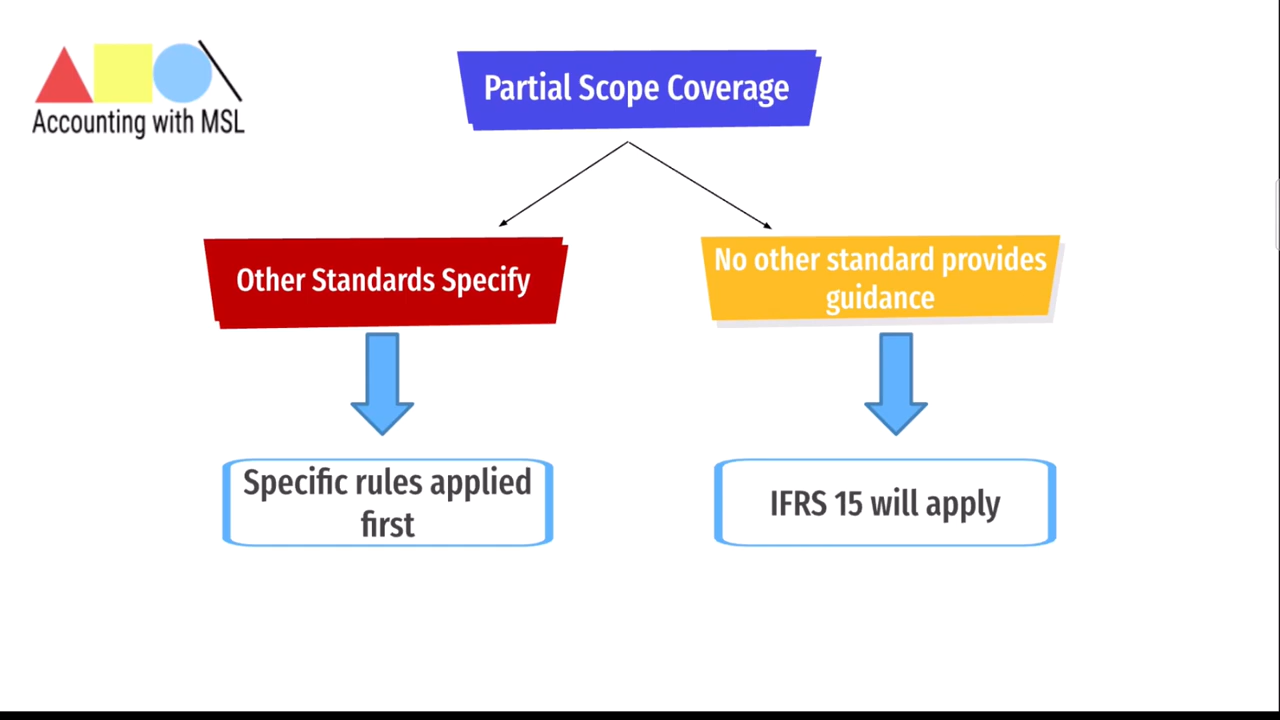 Accounting with MSL
Partial Scope Coverage
Other Standards Specify
No other standard provides
guidance
Specific rules applied
first
IFRS 15 will apply